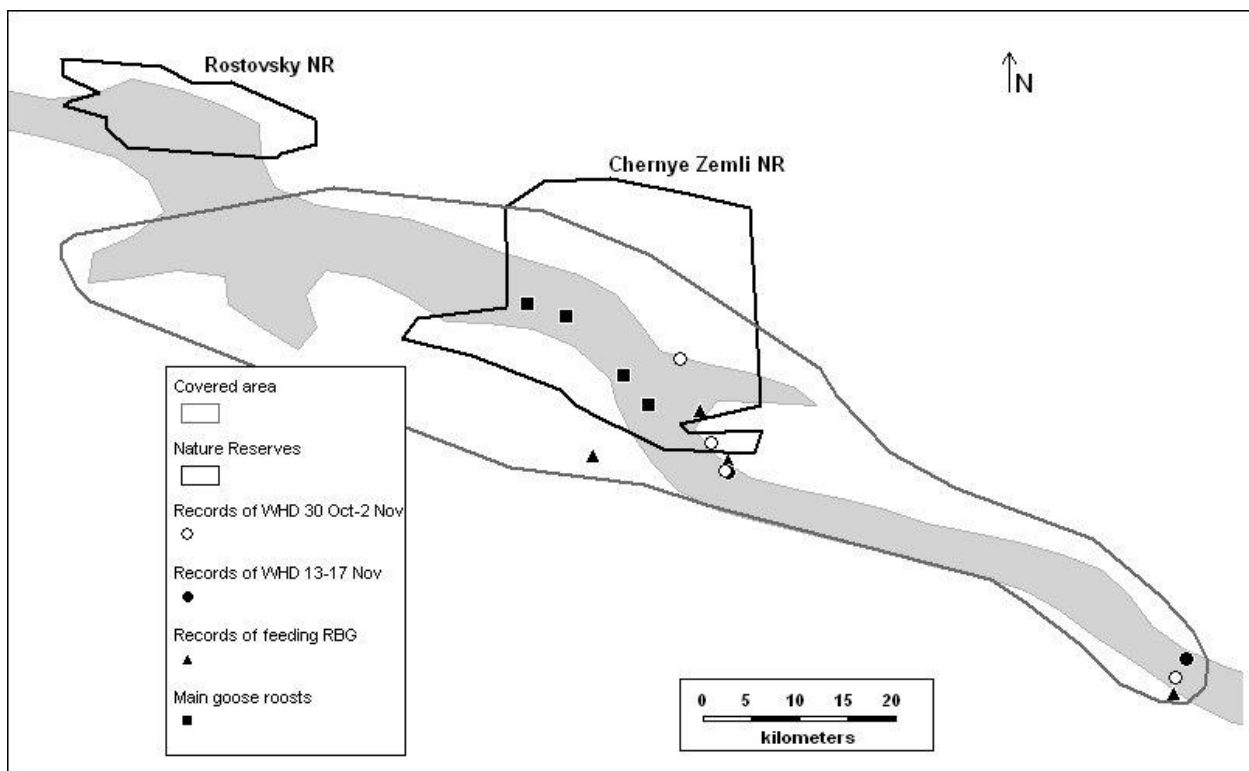 Rostovsky NR
N
Chernye Zemli NR
Covered area
Nature Reserves
Records of WHD 30 Oct-2 Nov
Records of WHD 13-17 Nov
Records of feeding RBG
Main goose roosts
0 5 10 15 20
kilometers